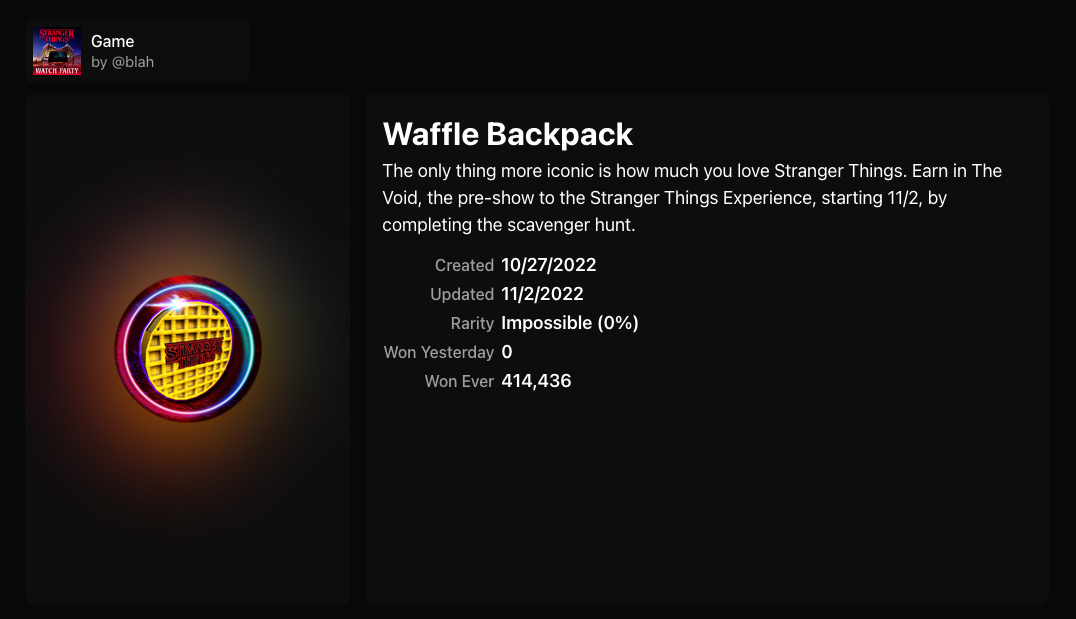 STRANGER
THINGS
WATCH PARTY
Game
by @blah
STRANGER
THINGS
Waffle Backpack
The only thing more iconic is how much you love Stranger Things. Earn in The
Void, the pre-show to the Stranger Things Experience, starting 11/2, by
completing the scavenger hunt.
Created 10/27/2022
Updated 11/2/2022
Rarity Impossible (0%)
Won Yesterday 0
Won Ever 414,436